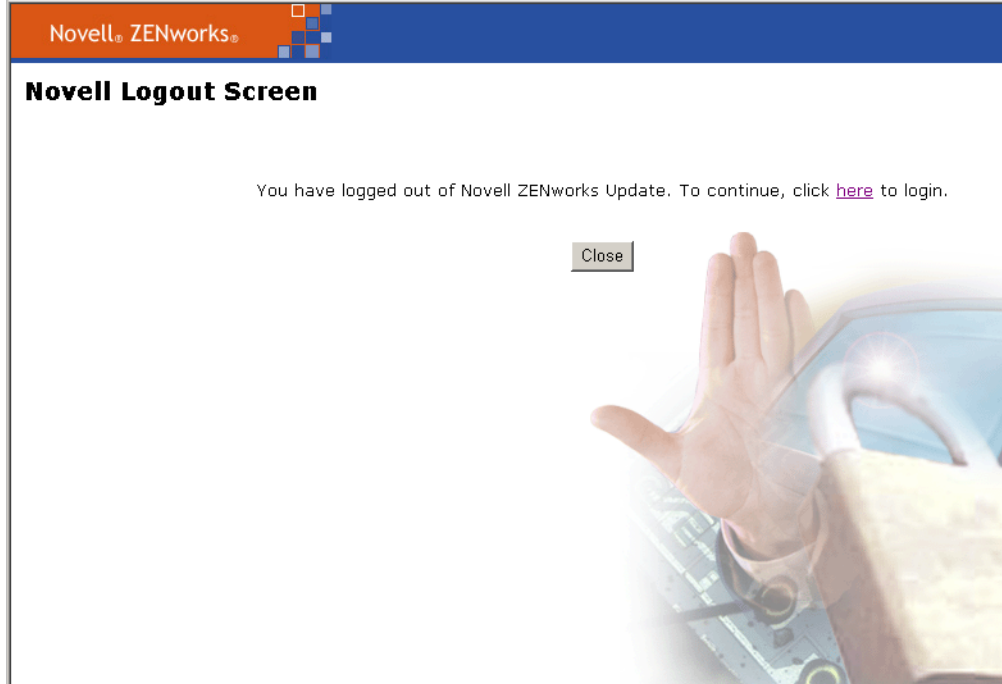 Novell® ZENworks®
Novell Logout Screen
You have logged out of Novell ZENworks Update. To continue, click here to login.
Close